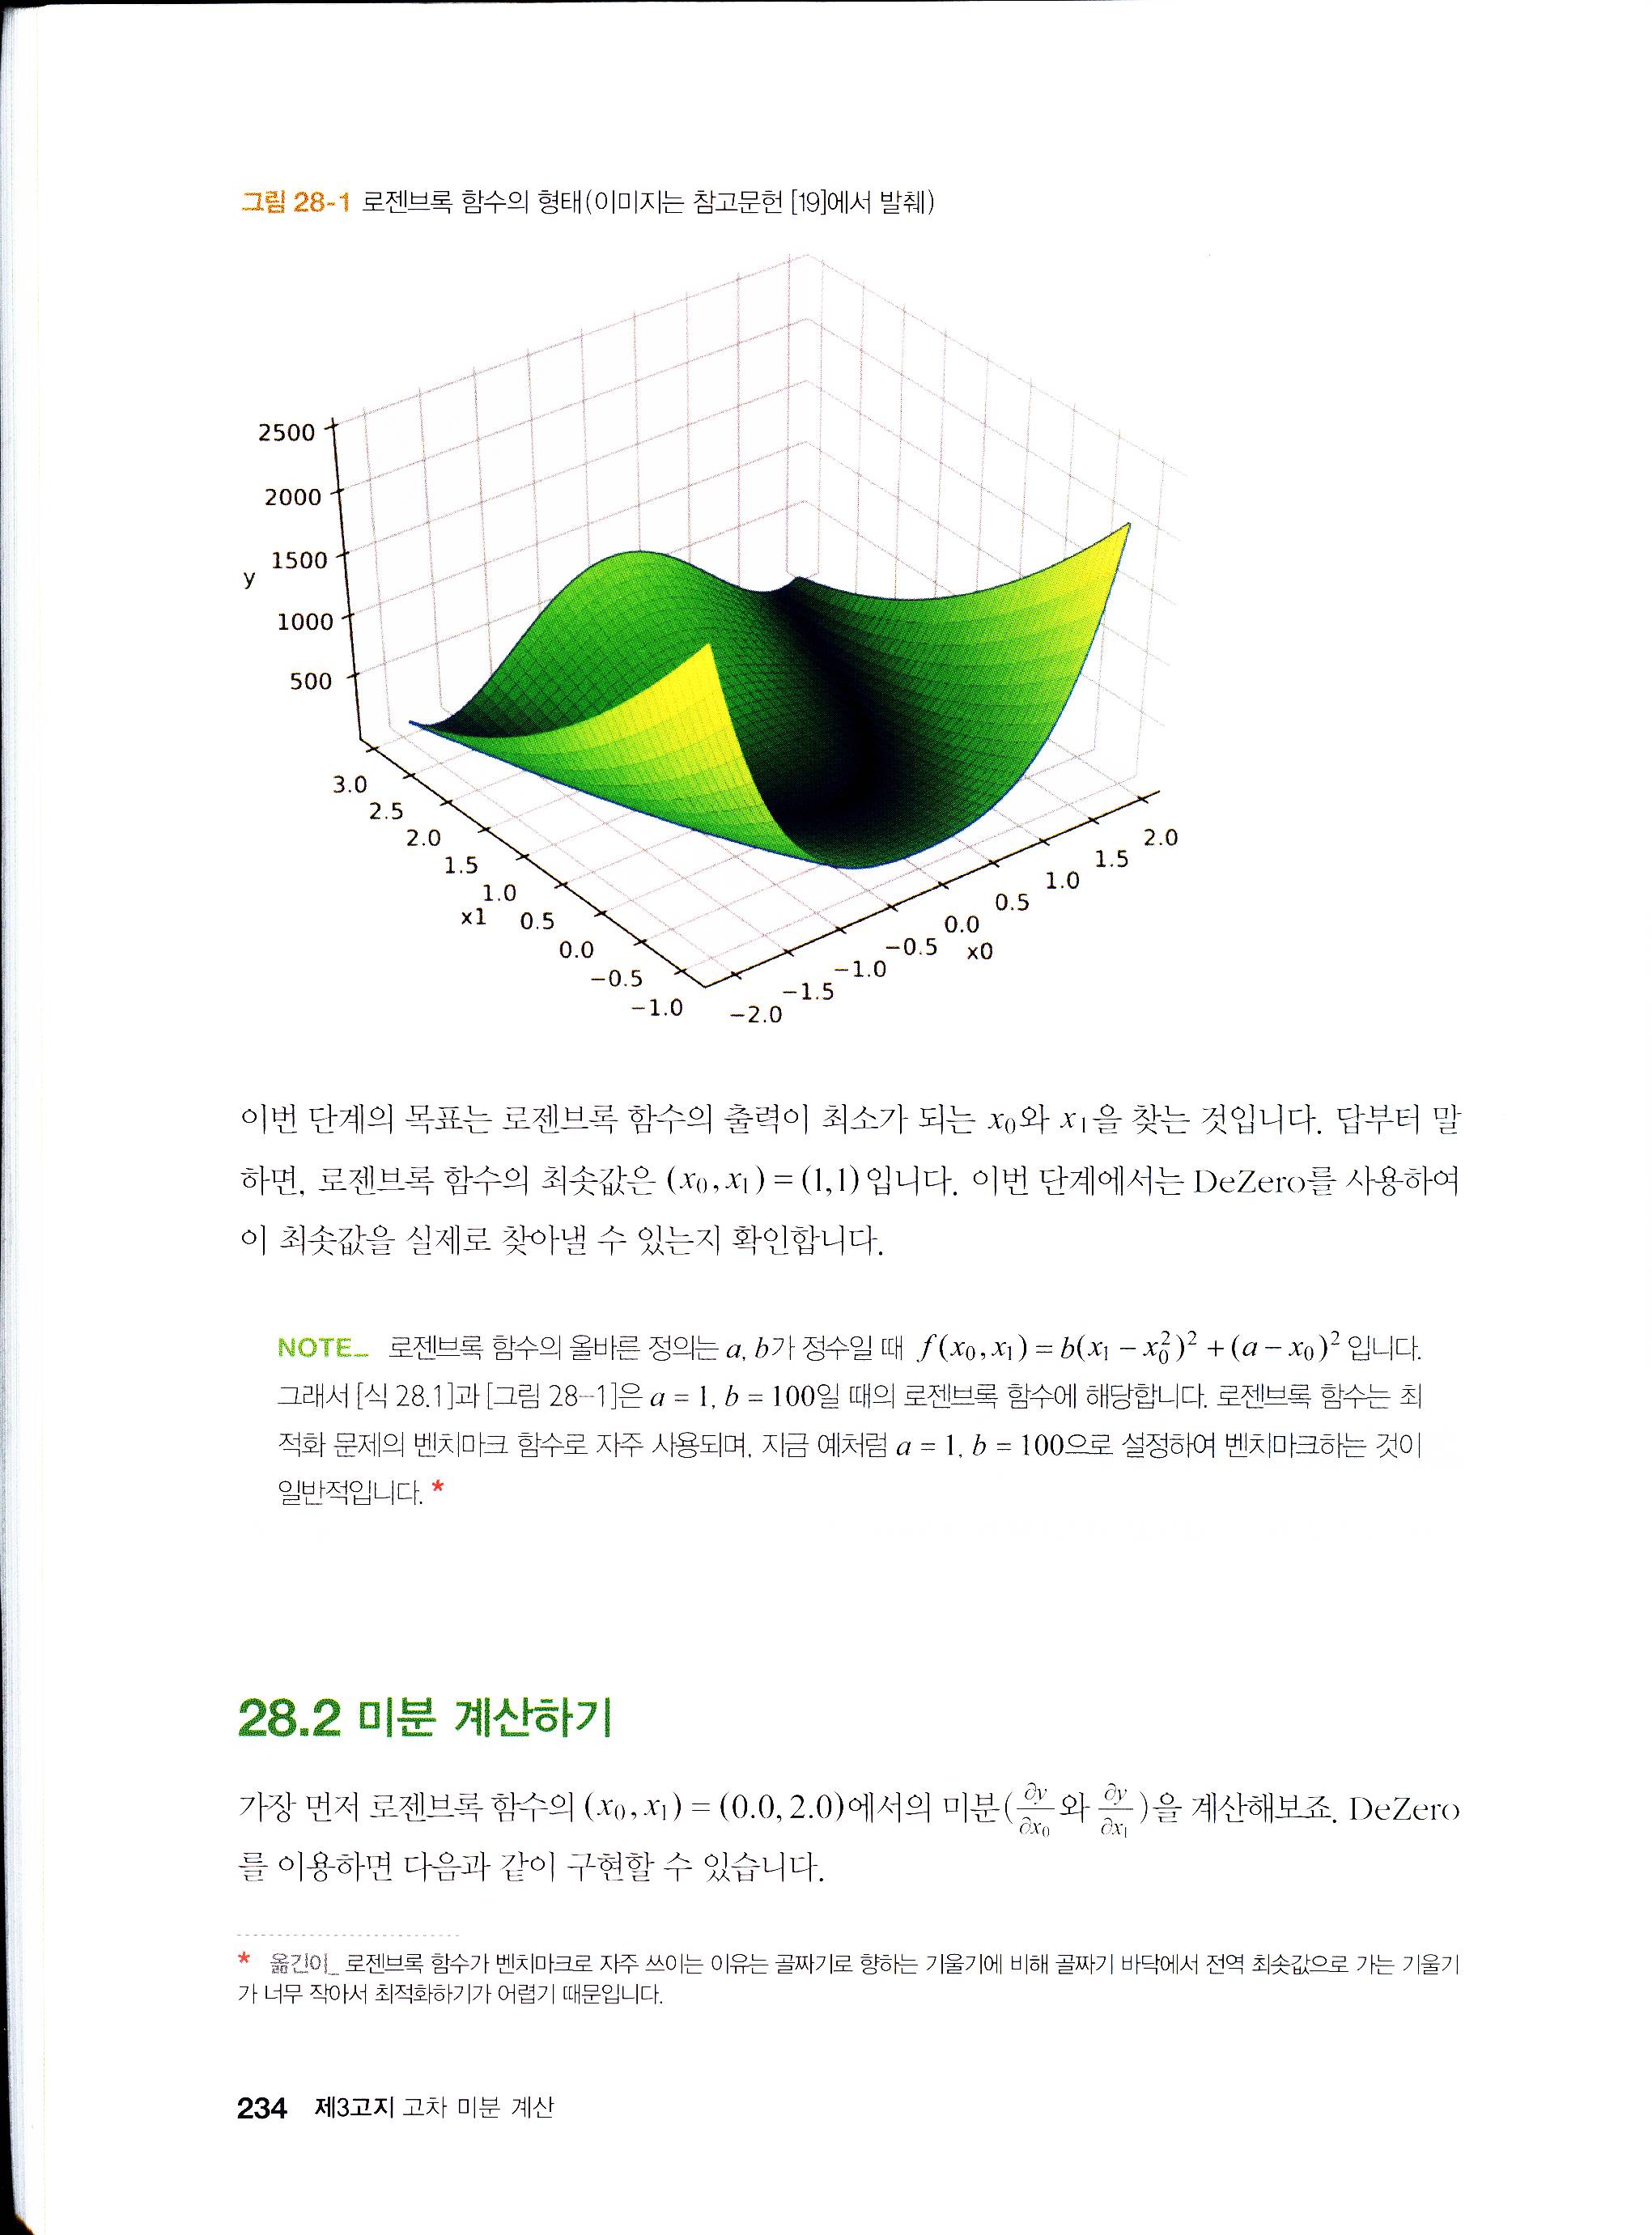 그림 28-1 로젠브록 함수의 형태(이미지는 참고문헌 [19]에서 발췌)
2500
2000
1500
y
1000
500
3.0
2.5
2.0
1.5
1.0
x1
0.5
0.0
−0.5
−1.0
−2.0
−1.5
−1.0
−0.5
x0
0.0
0.5
1.0
1.5
2.0
이번 단계의 목표는 로젠브록 함수의 출력이 최소가 되는 x₀와 x₁을 찾는 것입니다. 답부터 말
하면, 로젠브록 함수의 최솟값은 (x₀, x₁) = (1,1)입니다. 이번 단계에서는 DeZero를 사용하여
이 최솟값을 실제로 찾아낼 수 있는지 확인합니다.
NOTE_ 로젠브록 함수의 올바른 정의는 a, b가 정수일 때 f(x₀, x₁) = b(x₁ − x₀²)² + (a − x₀)²입니다.
그래서 [식 28.1]과 [그림 28-1]은 a = 1, b = 100일 때의 로젠브록 함수에 해당합니다. 로젠브록 함수는 최
적화 문제의 벤치마크 함수로 자주 사용되며, 지금 예처럼 a = 1, b = 100으로 설정하여 벤치마크하는 것이
일반적입니다. *
28.2 미분 계산하기
가장 먼저 로젠브록 함수의 (x₀, x₁) = (0.0, 2.0)에서의 미분(∂y/∂x₀와 ∂y/∂x₁)을 계산해보죠. DeZero
를 이용하면 다음과 같이 구현할 수 있습니다.
* 옮긴이_ 로젠브록 함수가 벤치마크로 자주 쓰이는 이유는 골짜기로 향하는 기울기에 비해 골짜기 바닥에서 전역 최솟값으로 가는 기울기
가 너무 작아서 최적화하기가 어렵기 때문입니다.
234 제3고지 고차 미분 계산